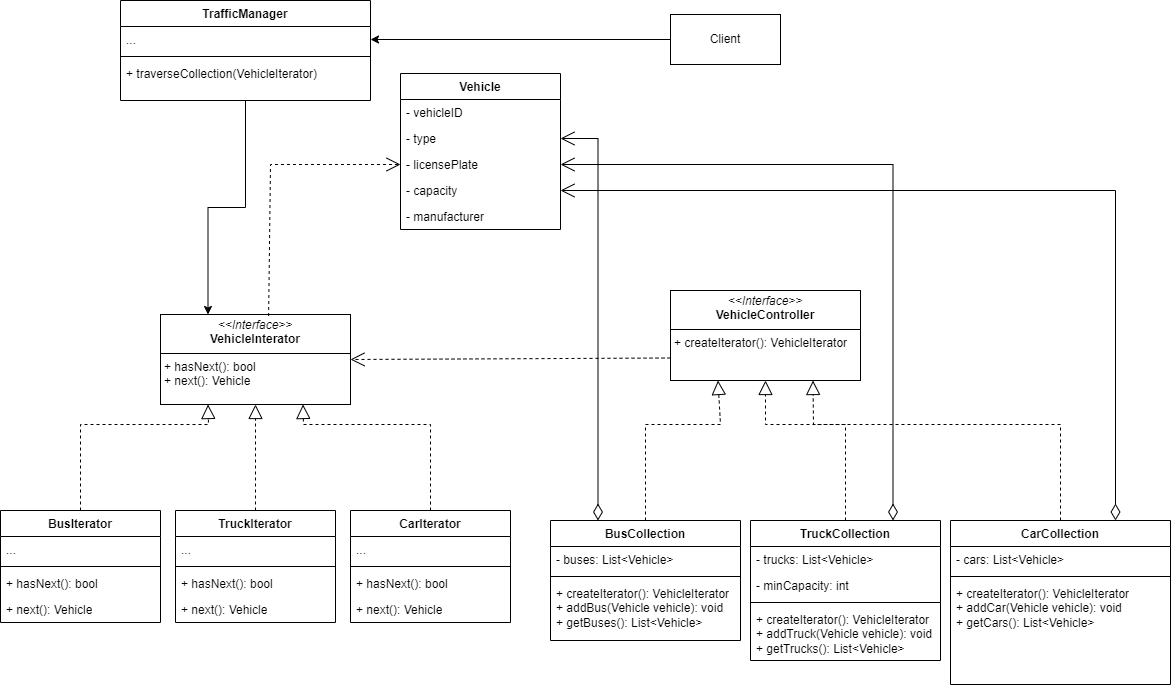 TrafficManager
...
+ traverseCollection(VehicleIterator)
Client
Vehicle
- vehicleID
- type
- licensePlate
- capacity
- manufacturer
<<Interface>>
VehicleInterator
+ hasNext(): bool
+ next(): Vehicle
<<Interface>>
VehicleController
+ createIterator(): VehicleIterator
BusIterator
...
+ hasNext(): bool
+ next(): Vehicle
TruckIterator
...
+ hasNext(): bool
+ next(): Vehicle
CarIterator
...
+ hasNext(): bool
+ next(): Vehicle
BusCollection
- buses: List<Vehicle>
+ createIterator(): VehicleIterator
+ addBus(Vehicle vehicle): void
+ getBuses(): List<Vehicle>
TruckCollection
- trucks: List<Vehicle>
- minCapacity: int
+ createIterator(): VehicleIterator
+ addTruck(Vehicle vehicle): void
+ getTrucks(): List<Vehicle>
CarCollection
- cars: List<Vehicle>
+ createIterator(): VehicleIterator
+ addCar(Vehicle vehicle): void
+ getCars(): List<Vehicle>